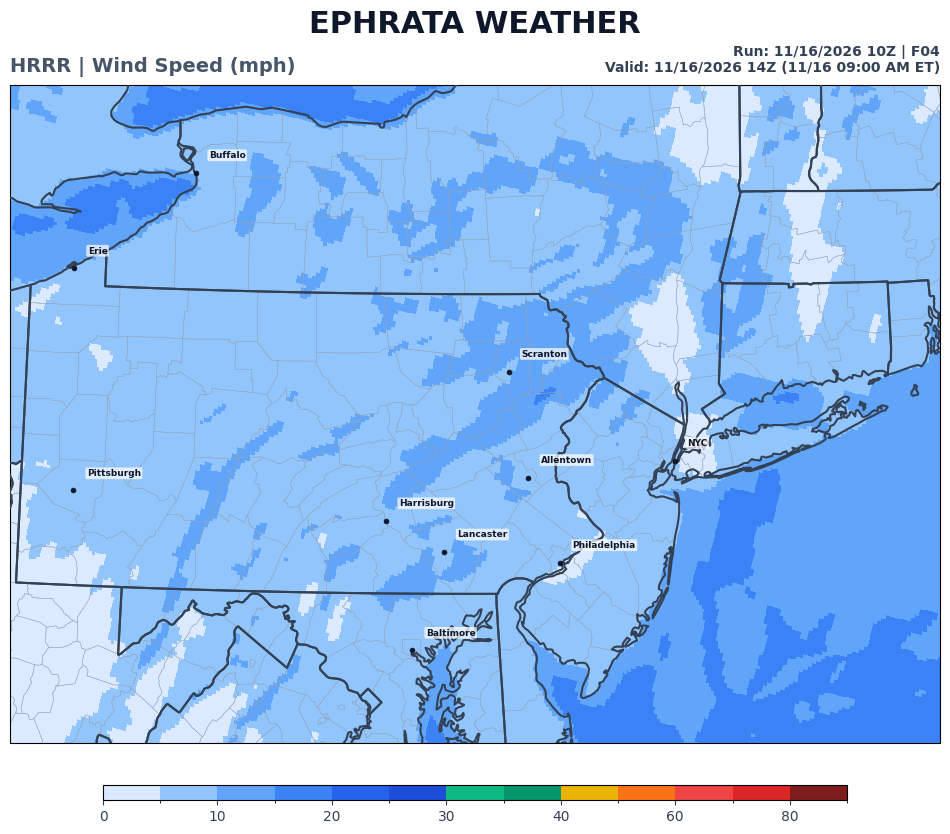 EPHRATA WEATHER
HRRR | Wind Speed (mph)
Run: 11/16/2026 10Z | F04
Valid: 11/16/2026 14Z (11/16 09:00 AM ET)
Buffalo
Erie
Scranton
NYC
Allentown
Pittsburgh
Harrisburg
Lancaster
Philadelphia
Baltimore
0 10 20 30 40 50 60 70 80